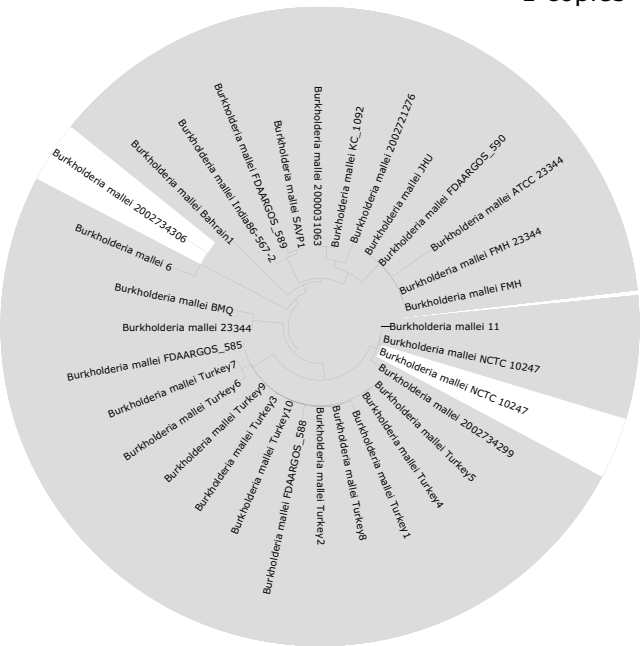 Burkholderia mallei 2002734306
Burkholderia mallei Bahrain1
Burkholderia mallei India86-567-2
Burkholderia mallei FDAARGOS_589
Burkholderia mallei SAVP1
Burkholderia mallei 2000031063
Burkholderia mallei KC_1092
Burkholderia mallei 2002721276
Burkholderia mallei JHU
Burkholderia mallei FDAARGOS_590
Burkholderia mallei ATCC 23344
Burkholderia mallei FMH 23344
Burkholderia mallei FMH
Burkholderia mallei 11
Burkholderia mallei NCTC 10247
Burkholderia mallei NCTC 10247
Burkholderia mallei 2002734299
Burkholderia mallei Turkey5
Burkholderia mallei Turkey4
Burkholderia mallei Turkey1
Burkholderia mallei Turkey8
Burkholderia mallei Turkey2
Burkholderia mallei FDAARGOS_588
Burkholderia mallei Turkey10
Burkholderia mallei Turkey3
Burkholderia mallei Turkey9
Burkholderia mallei Turkey6
Burkholderia mallei Turkey7
Burkholderia mallei FDAARGOS_585
Burkholderia mallei 23344
Burkholderia mallei BMQ
Burkholderia mallei 6